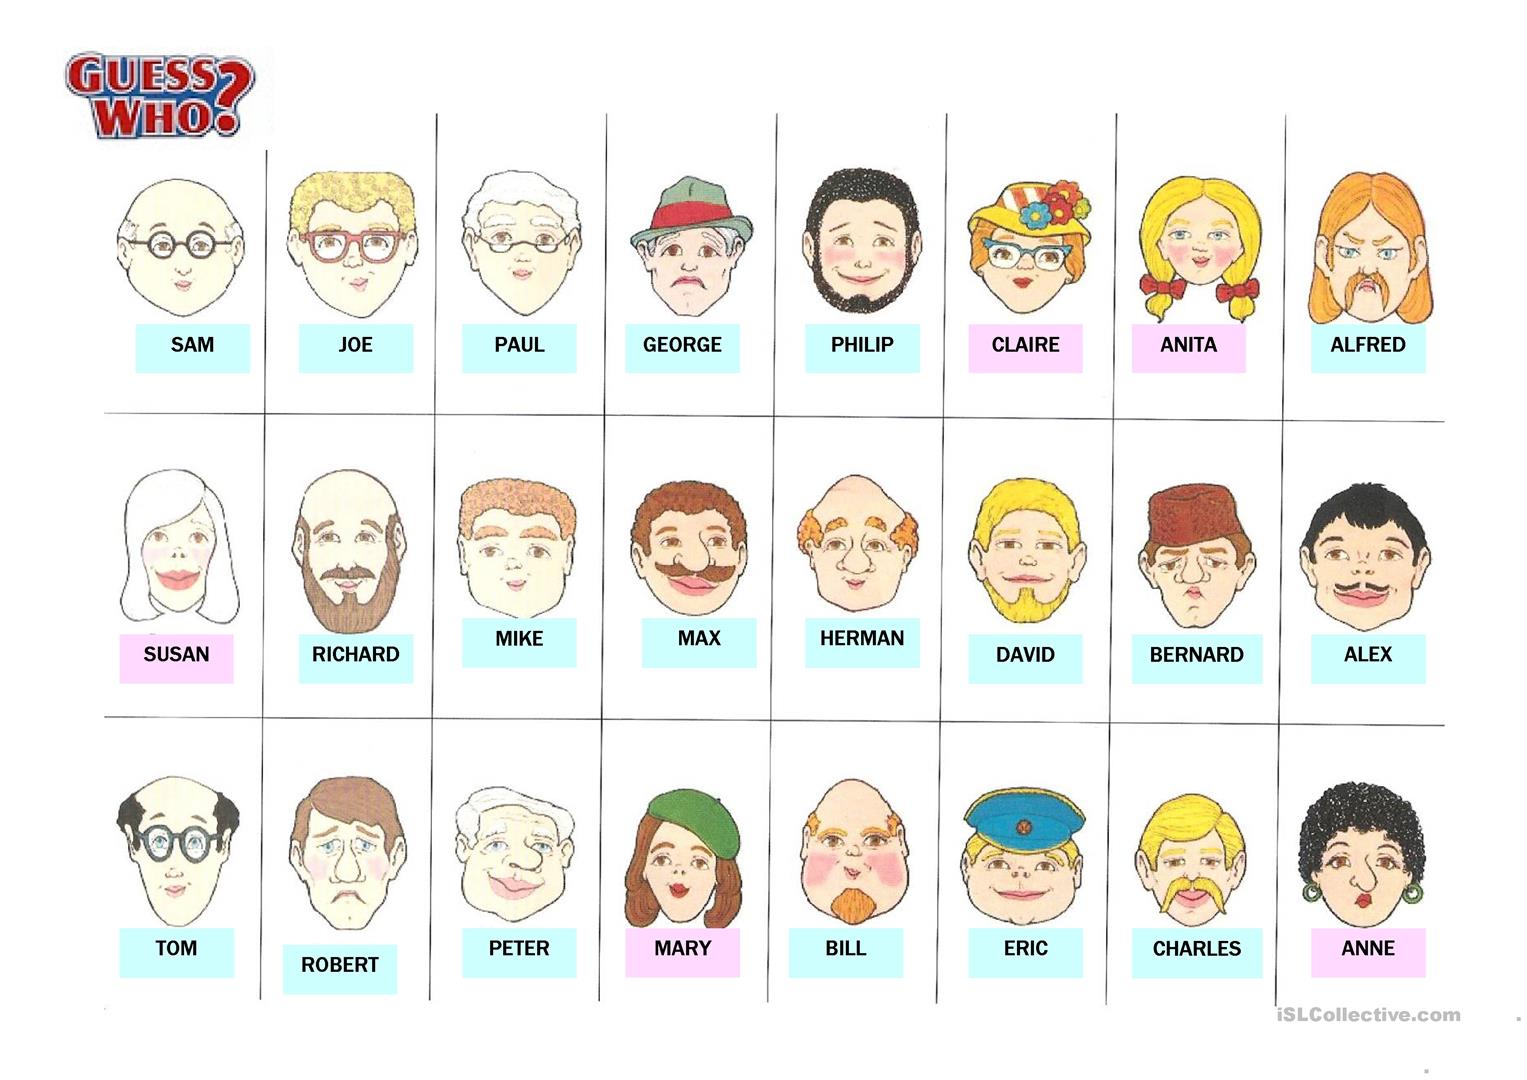 GUESS
WHO?
SAM
JOE
PAUL
GEORGE
PHILIP
CLAIRE
ANITA
ALFRED
SUSAN
RICHARD
MIKE
MAX
HERMAN
DAVID
BERNARD
ALEX
TOM
ROBERT
PETER
MARY
BILL
ERIC
CHARLES
ANNE
iSLCollective.com